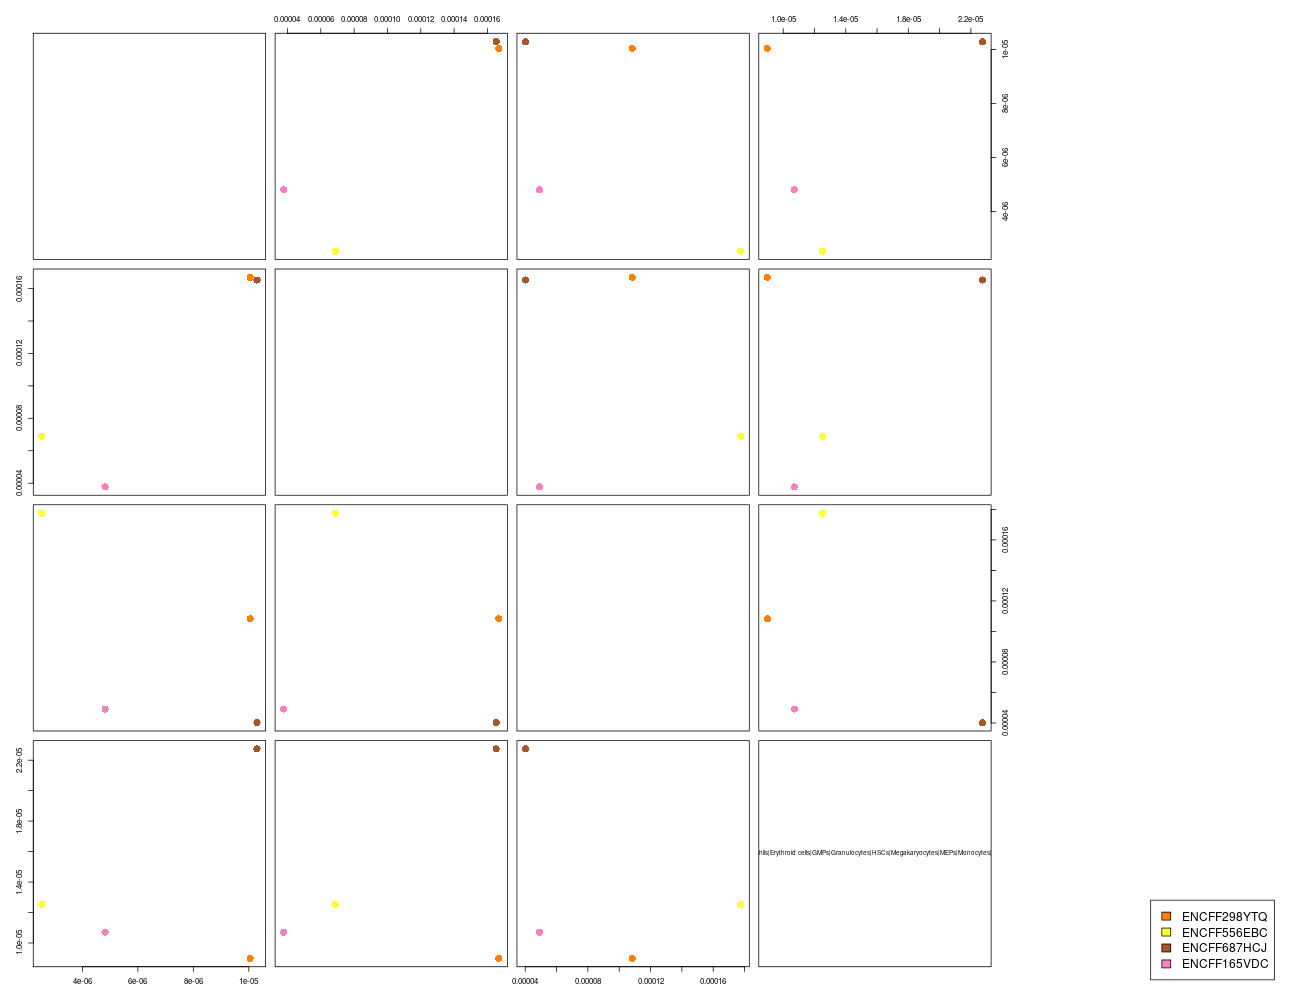 0.00004 0.00006 0.00008 0.00010 0.00012 0.00014 0.00016
1.0e-05 1.4e-05 1.8e-05 2.2e-05
4e-06 6e-06 8e-06 1e-05
0.00004 0.00008 0.00012 0.00016
0.00004 0.00008 0.00012 0.00016
1.0e-05 1.4e-05 1.8e-05 2.2e-05
hils|Erythroid cells|GMPs|Granulocytes|HSCs|Megakaryocytes|MEPs|Monocytes|
4e-06 6e-06 8e-06 1e-05
0.00004 0.00008 0.00012 0.00016
ENCFF298YTQ
ENCFF556EBC
ENCFF687HCJ
ENCFF165VDC